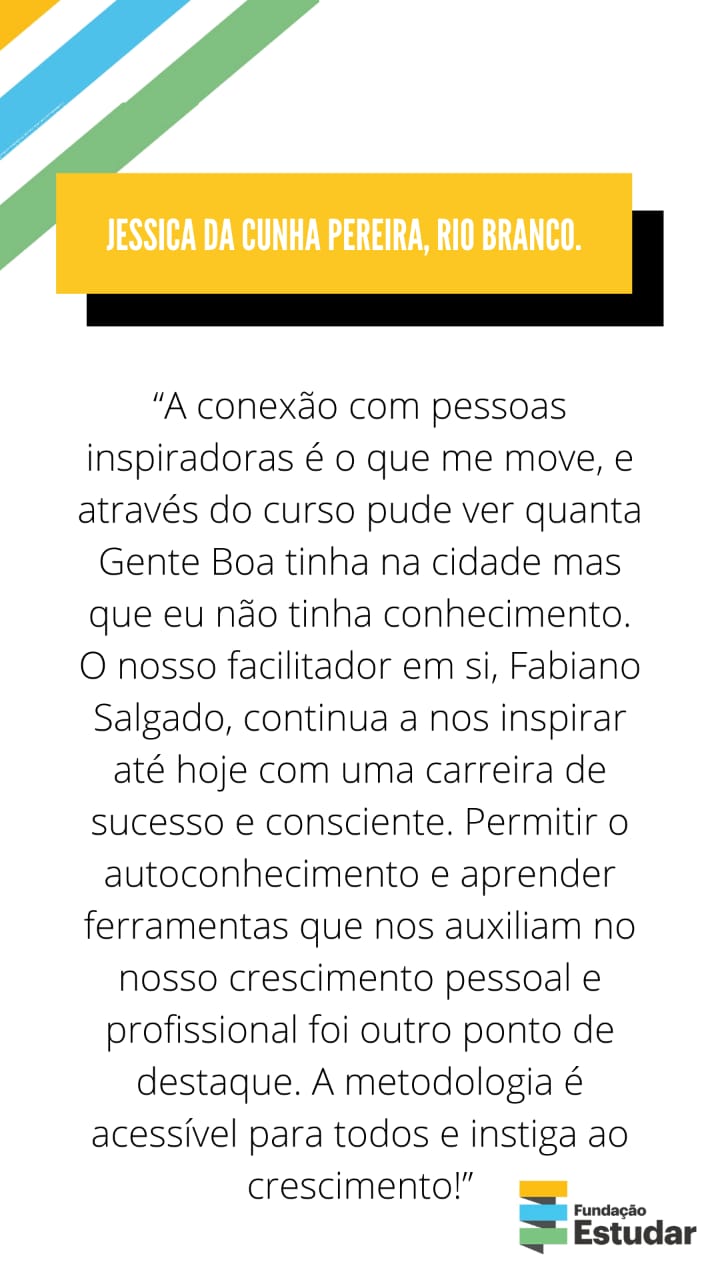 JESSICA DA CUNHA PEREIRA, RIO BRANCO.
“A conexão com pessoas
inspiradoras é o que me move, e
através do curso pude ver quanta
Gente Boa tinha na cidade mas
que eu não tinha conhecimento.
O nosso facilitador em si, Fabiano
Salgado, continua a nos inspirar
até hoje com uma carreira de
sucesso e consciente. Permitir o
autoconhecimento e aprender
ferramentas que nos auxiliam no
nosso crescimento pessoal e
profissional foi outro ponto de
destaque. A metodologia é
acessível para todos e instiga ao
crescimento!”
Fundação
Estudar